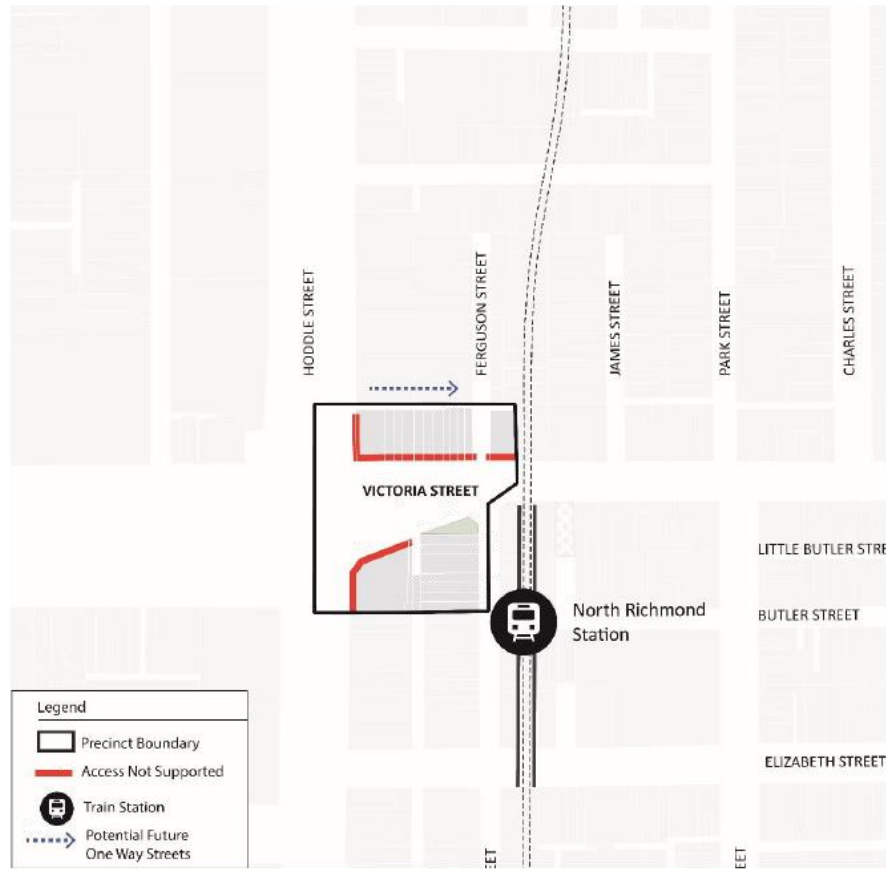 HODDLE STREET
FERGUSON STREET
JAMES STREET
PARK STREET
CHARLES STREET
VICTORIA STREET
LITTLE BUTLER STRE
North Richmond
Station
BUTLER STREET
ELIZABETH STREET
Legend
Precinct Boundary
Access Not Supported
Train Station
Potential Future
One Way Streets
EET
EET